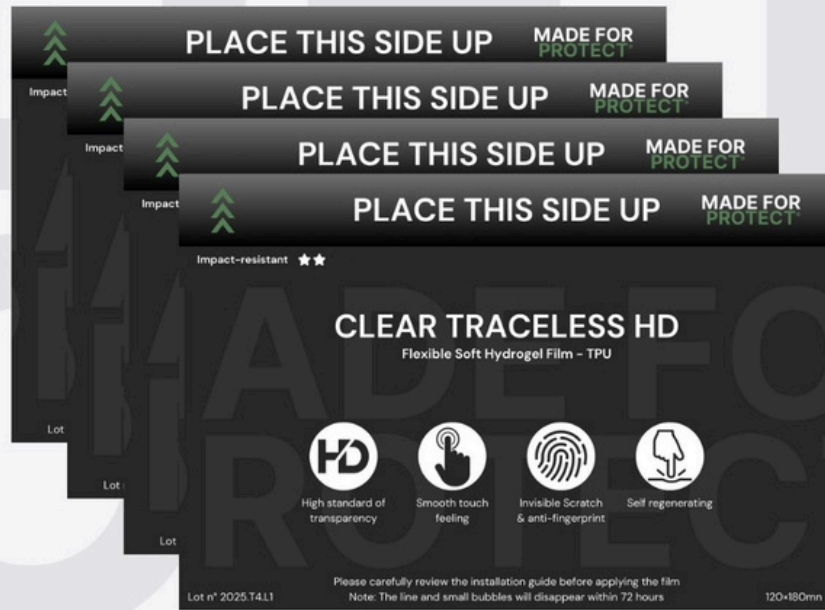 PLACE THIS SIDE UP
MADE FOR
PROTECT®
Impact
PLACE THIS SIDE UP
MADE FOR
PROTECT®
Impact
PLACE THIS SIDE UP
MADE FOR
PROTECT®
Impact
PLACE THIS SIDE UP
MADE FOR
PROTECT®
Impact-resistant
MADE FO
PROTECT
CLEAR TRACELESS HD
Flexible Soft Hydrogel Film - TPU
HD
High standard of
transparency
Smooth touch
feeling
Invisible Scratch
& anti-fingerprint
Self regenerating
Lot
Lot
Lot
Please carefully review the installation guide before applying the film
Lot n° 2025.T4.L1
Note: The line and small bubbles will disappear within 72 hours
120×180mn